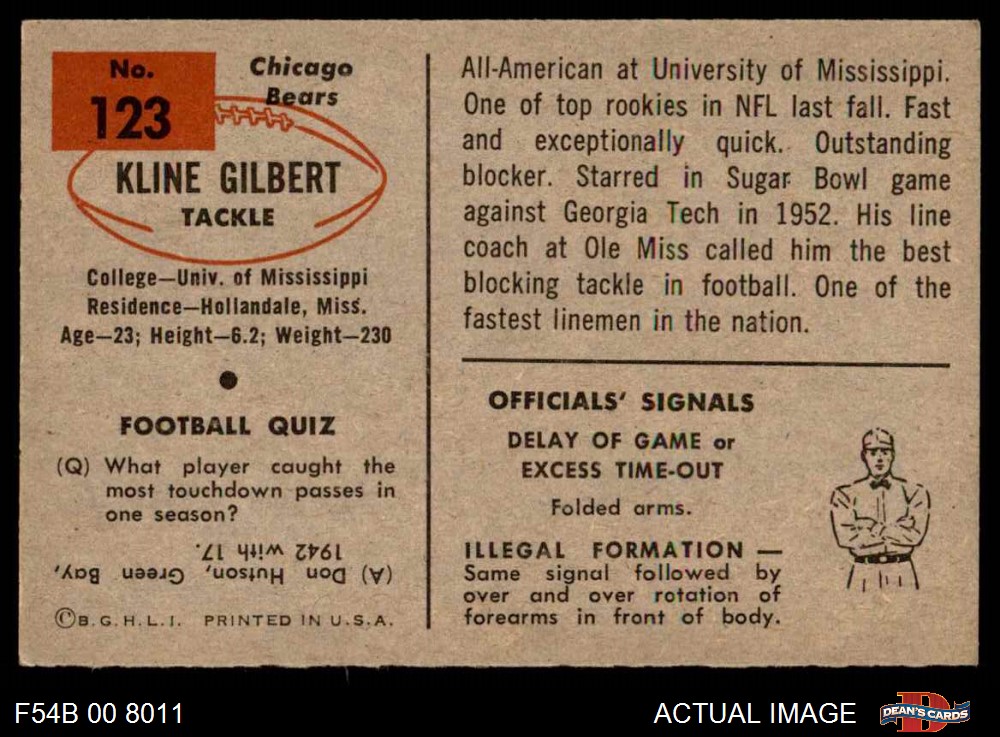 No.
123
Chicago
Bears
KLINE GILBERT
TACKLE
College—Univ. of Mississippi
Residence—Hollandale, Miss.
Age—23; Height—6.2; Weight—230
FOOTBALL QUIZ
(Q) What player caught the
most touchdown passes in
one season?
(A) Don Hutson, Green Bay,
1942 with 17.
©B.G.H.L.I. PRINTED IN U.S.A.
All-American at University of Mississippi.
One of top rookies in NFL last fall. Fast
and exceptionally quick. Outstanding
blocker. Starred in Sugar Bowl game
against Georgia Tech in 1952. His line
coach at Ole Miss called him the best
blocking tackle in football. One of the
fastest linemen in the nation.
OFFICIALS' SIGNALS
DELAY OF GAME or
EXCESS TIME-OUT
Folded arms.
ILLEGAL FORMATION —
Same signal followed by
over and over rotation of
forearms in front of body.
F54B 00 8011
ACTUAL IMAGE
D
DEAN'S CARDS